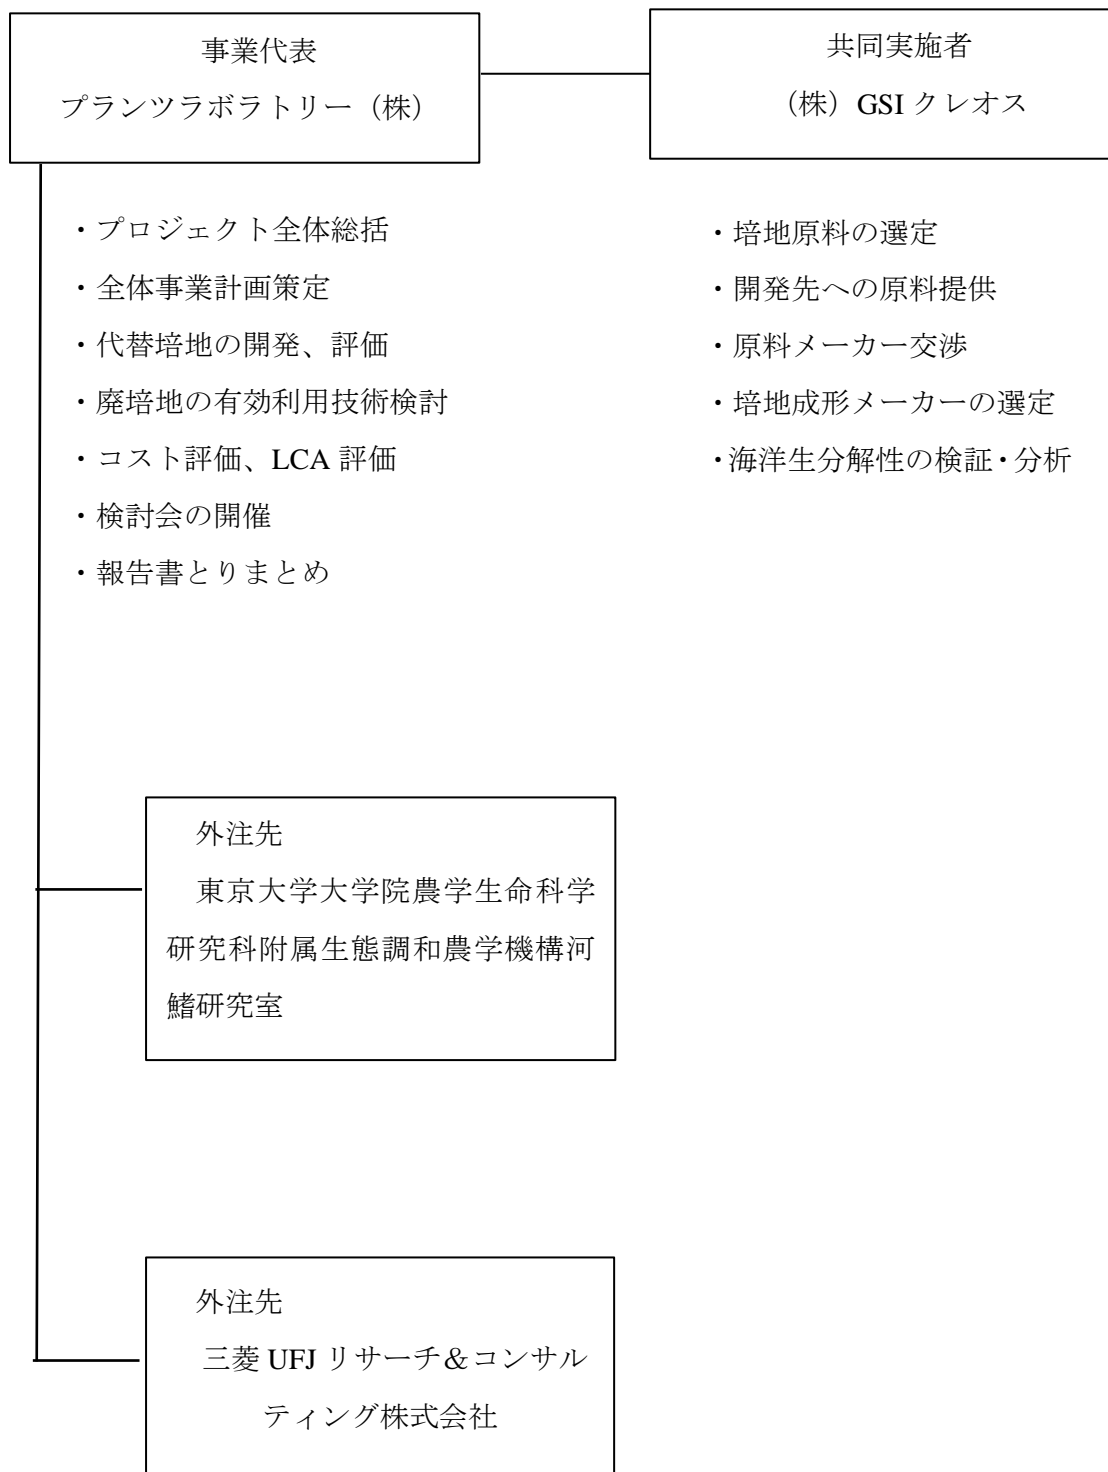 事業代表
プランツラボラトリー（株）
・プロジェクト全体総括
・全体事業計画策定
・代替培地の開発、評価
・廃培地の有効利用技術検討
・コスト評価、LCA 評価
・検討会の開催
・報告書とりまとめ
共同実施者
（株）GSI クレオス
・培地原料の選定
・開発先への原料提供
・原料メーカー交渉
・培地成形メーカーの選定
・海洋生分解性の検証・分析
外注先
東京大学大学院農学生命科学
研究科附属生態調和農学機構河
鰭研究室
外注先
三菱 UFJ リサーチ＆コンサル
ティング株式会社